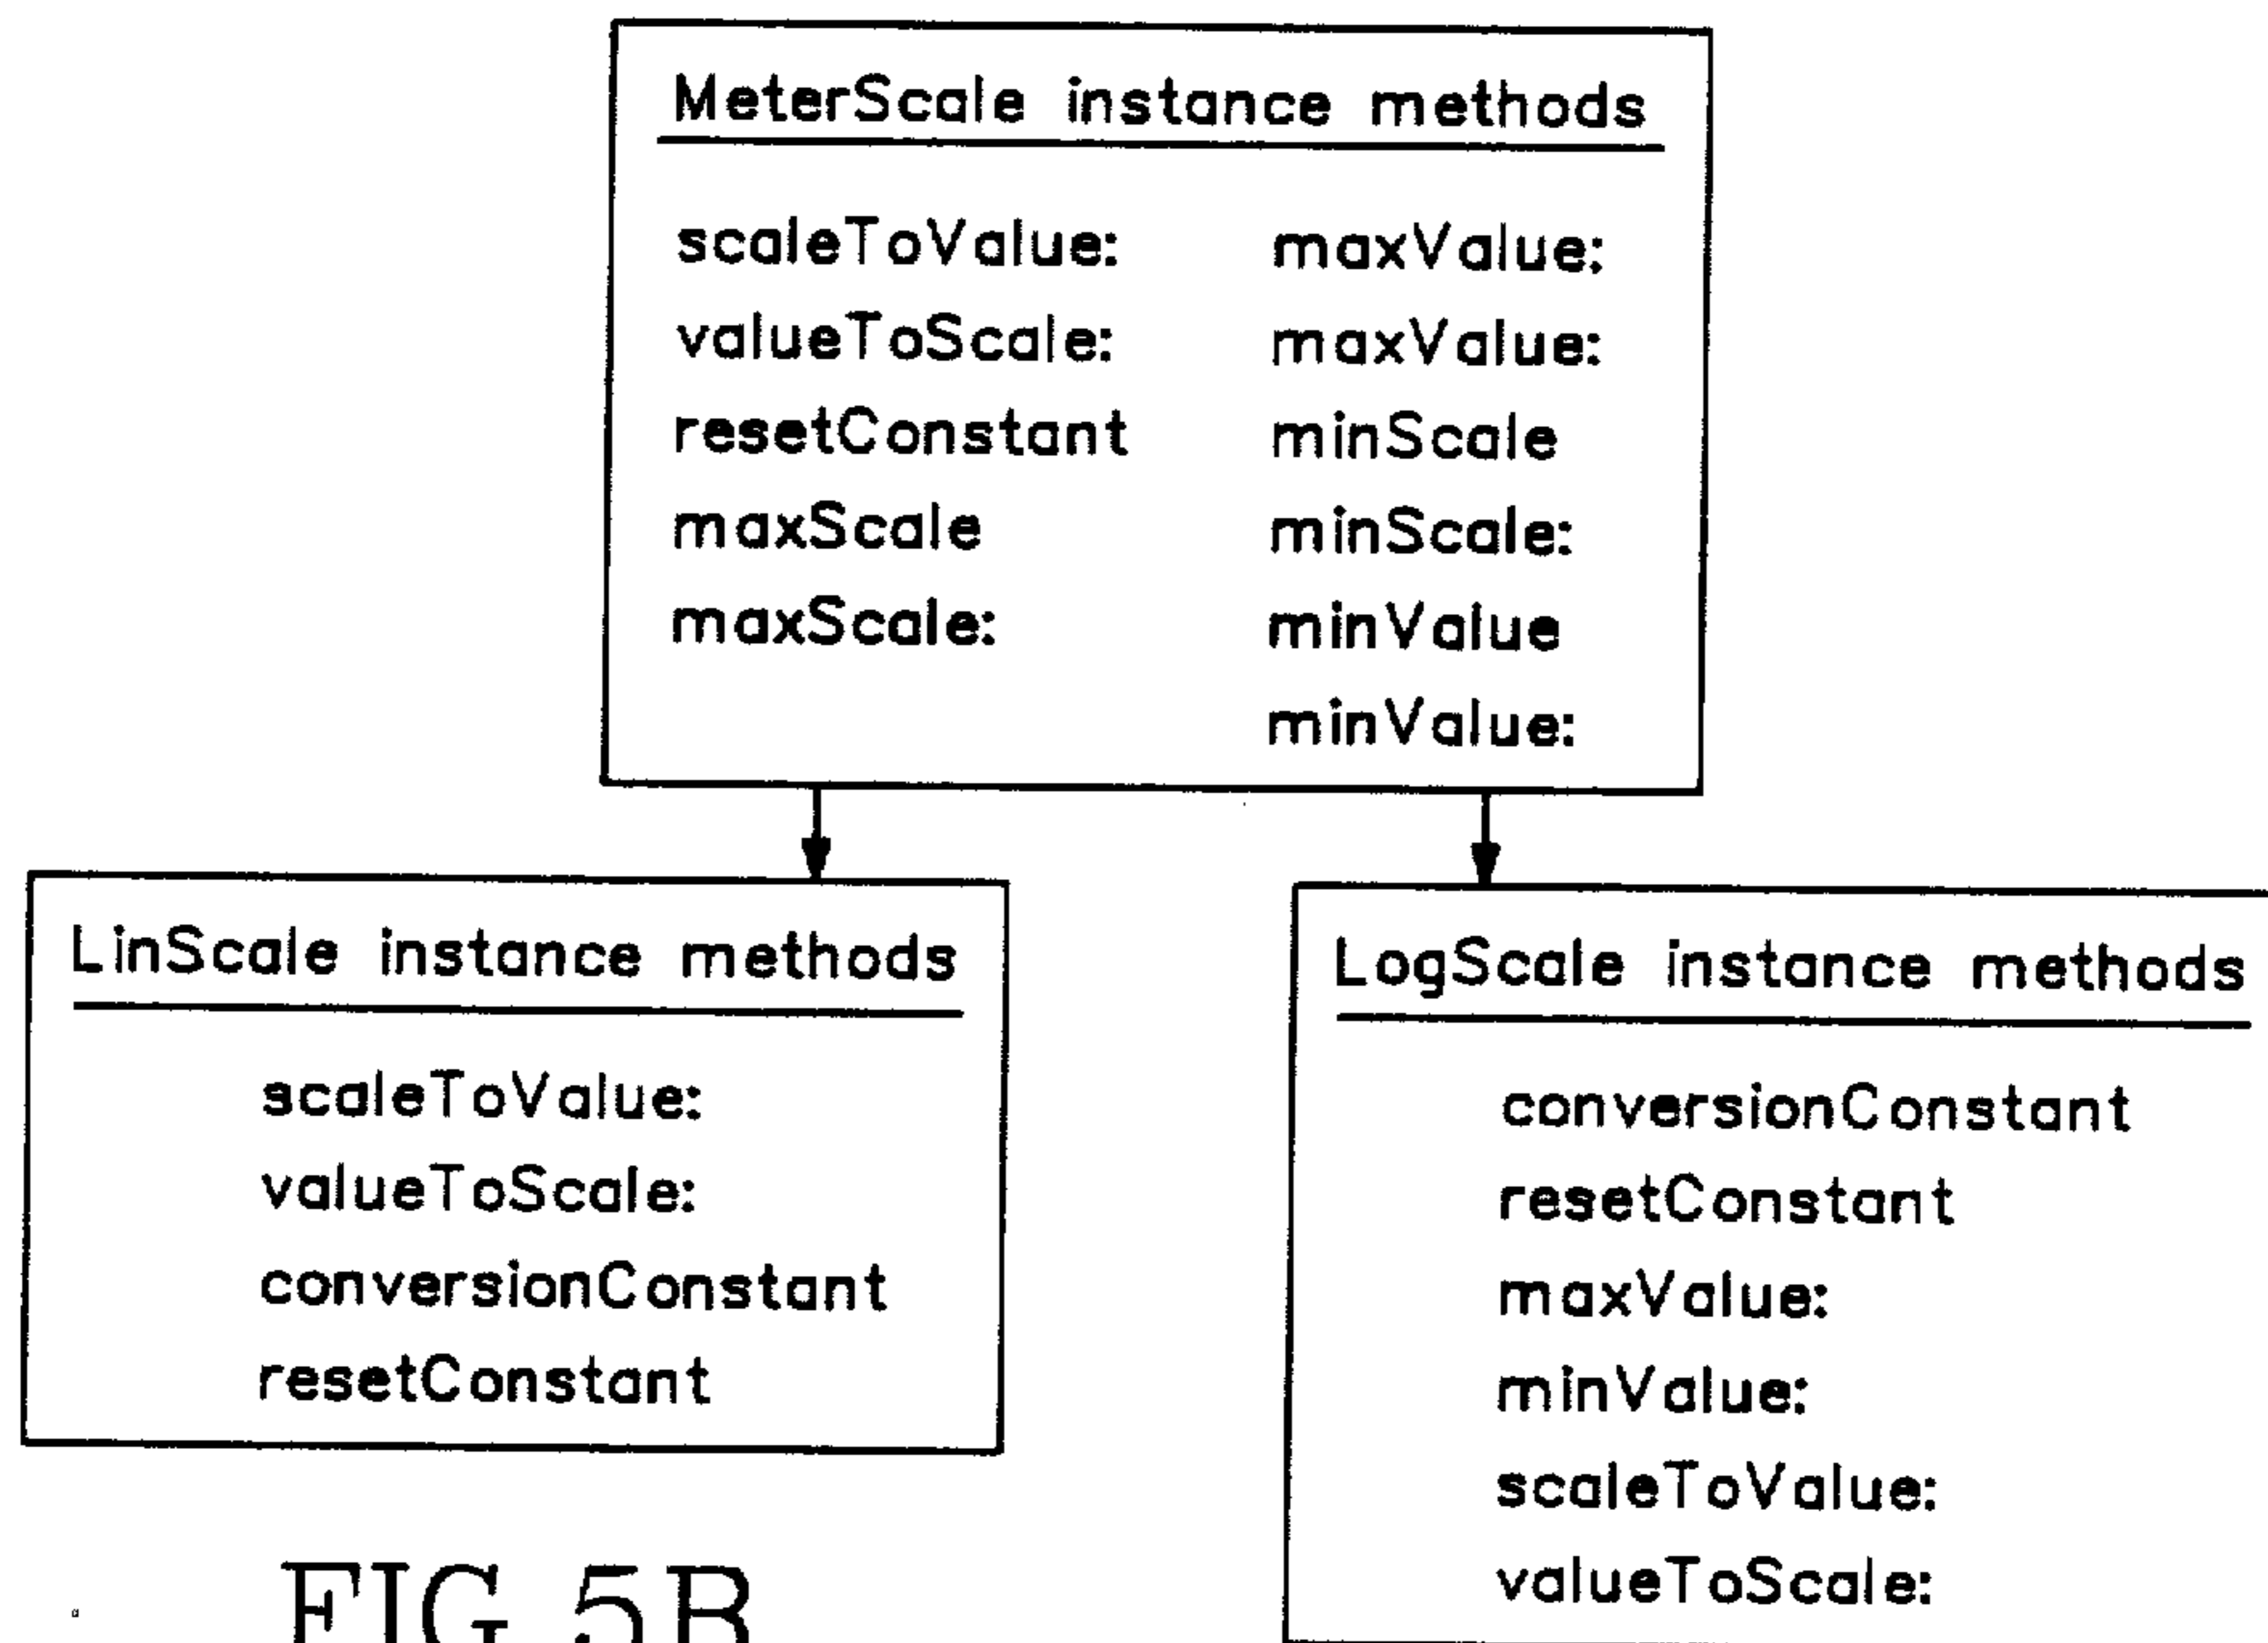 MeterScale instance methods
scaleToValue:
valueToScale:
resetConstant
maxScale
maxScale:
maxValue:
maxValue:
minScale
minScale:
minValue
minValue:
LinScale instance methods
scaleToValue:
valueToScale:
conversionConstant
resetConstant
LogScale instance methods
conversionConstant
resetConstant
maxValue:
minValue:
scaleToValue:
valueToScale:
FIG 5B